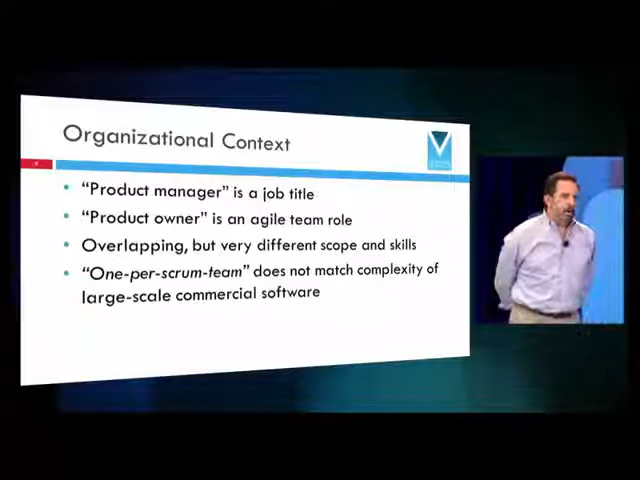 Organizational Context
• “Product manager” is a job title
• “Product owner” is an agile team role
• Overlapping, but very different scope and skills
• “One-per-scrum-team” does not match complexity of
large-scale commercial software